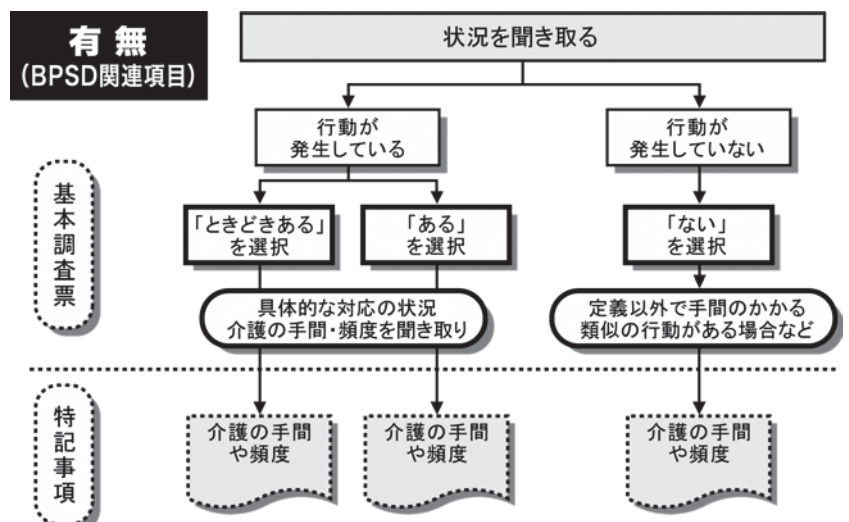 有無
(BPSD関連項目)
状況を聞き取る
行動が
発生している
行動が
発生していない
基本調査票
「ときどきある」
を選択
「ある」
を選択
「ない」
を選択
具体的な対応の状況
介護の手間・頻度を聞き取り
定義以外で手間のかかる
類似の行動がある場合など
特記事項
介護の手間
や頻度
介護の手間
や頻度
介護の手間
や頻度